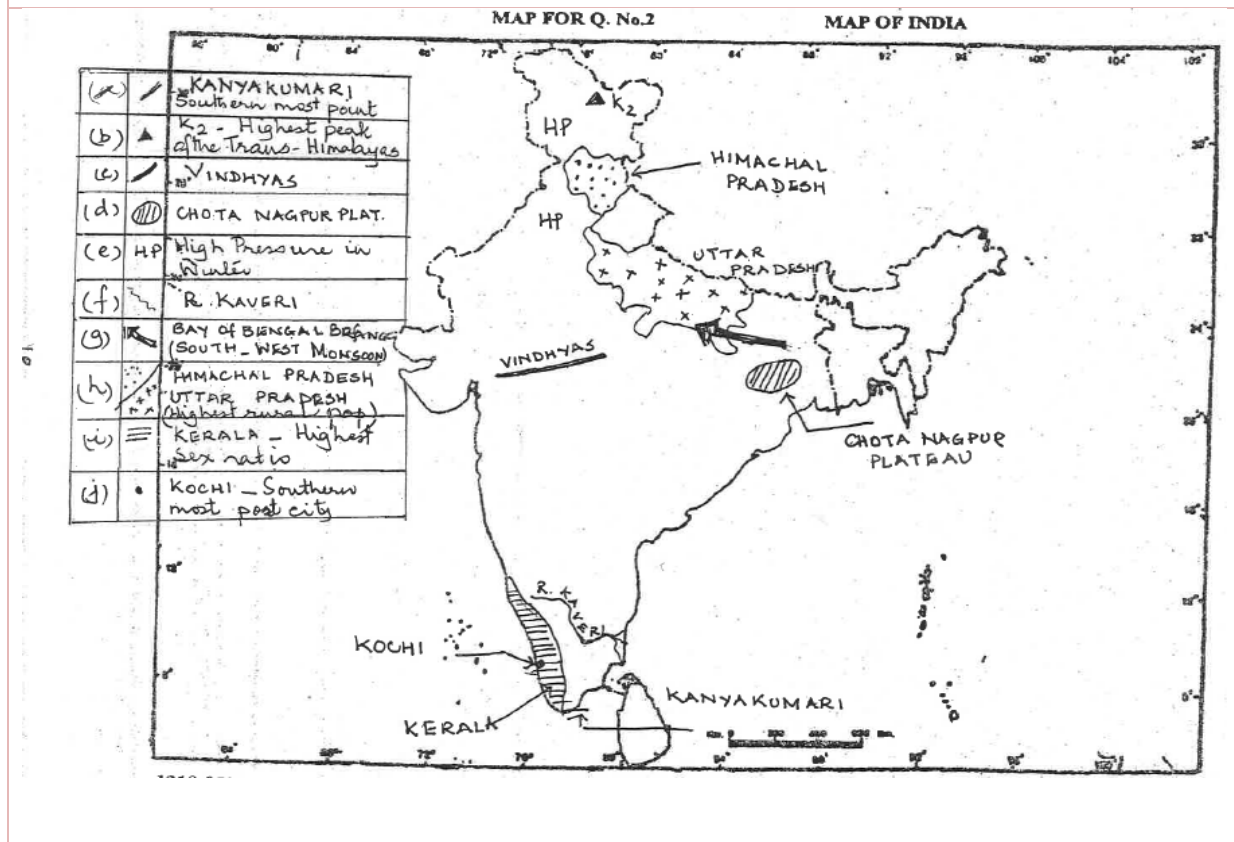 MAP FOR Q. No.2 MAP OF INDIA
KANYAKUMARI
Southern most point
(b) K2 - Highest peak
of the Trans-Himalayas
(c) VINDHYAS
(d) CHOTA NAGPUR PLAT.
(e) HP High Pressure in
Winter
(f) R. KAVERI
(g) BAY OF BENGAL BRANCH
(SOUTH-WEST MONSOON)
(h) HIMACHAL PRADESH
UTTAR PRADESH
(Highest rural pop)
(i) KERALA - Highest
Sex ratio
(j) KOCHI - Southern
most port city
K2
HP
HIMACHAL
PRADESH
HP
UTTAR
PRADESH
VINDHYAS
CHOTA NAGPUR
PLATEAU
R. KAVERI
KOCHI
KANYAKUMARI
KERALA